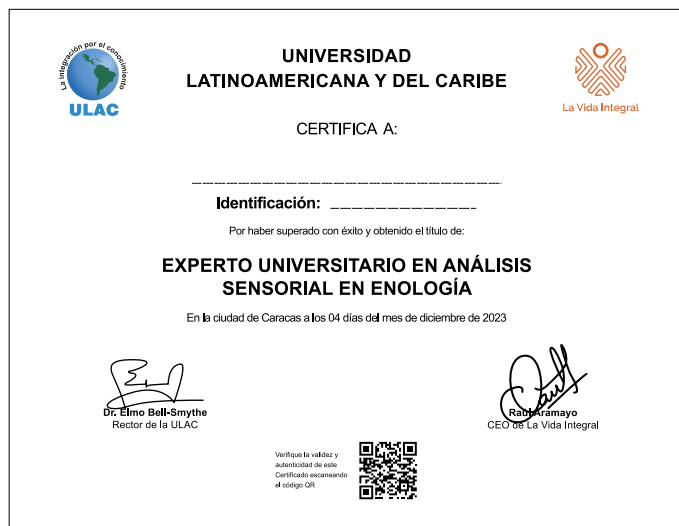 La integración por el conocimiento
ULAC
UNIVERSIDAD
LATINOAMERICANA Y DEL CARIBE
La Vida Integral
CERTIFICA A:
Identificación:
Por haber superado con éxito y obtenido el título de:
EXPERTO UNIVERSITARIO EN ANÁLISIS
SENSORIAL EN ENOLOGÍA
En la ciudad de Caracas a los 04 días del mes de diciembre de 2023
Dr. Elmo Bell-Smythe
Rector de la ULAC
Raúl Aramayo
CEO de La Vida Integral
Verifique la validez y
autenticidad de este
Certificado escaneando
el código QR